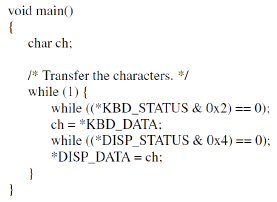 void main()
{
char ch;
/* Transfer the characters. */
while (1) {
while ((*KBD_STATUS & 0x2) == 0);
ch = *KBD_DATA;
while ((*DISP_STATUS & 0x4) == 0);
*DISP_DATA = ch;
}
}